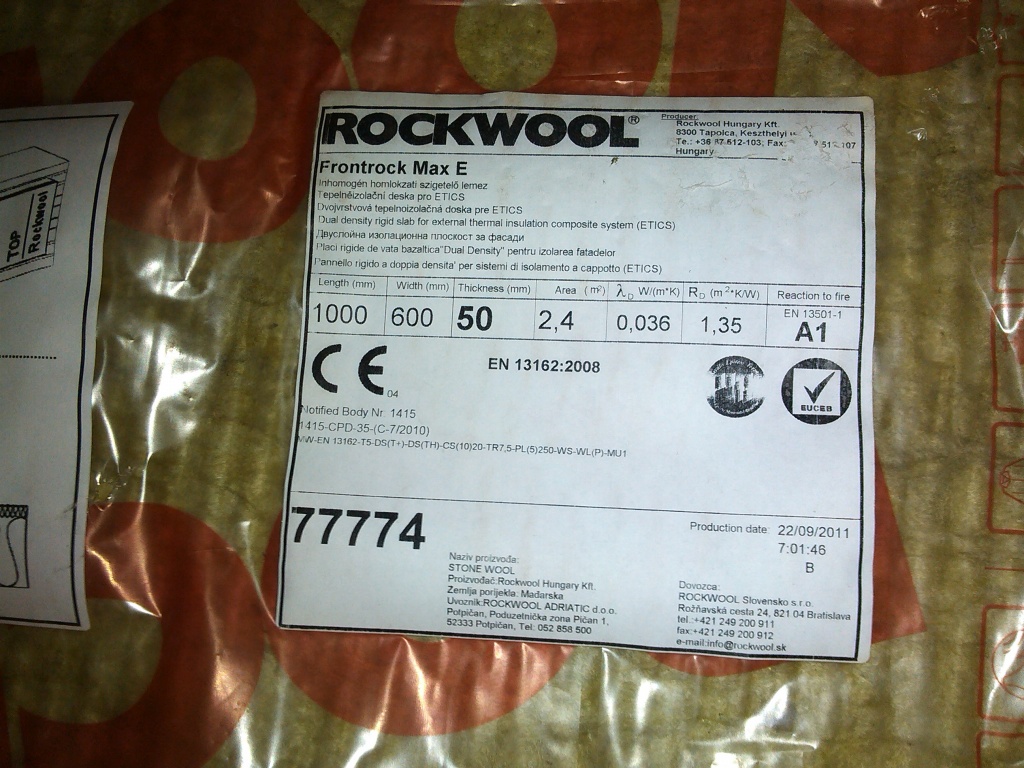 TOP
Rockwool
ROCKWOOL®
Producer:
Rockwool Hungary Kft.
8300 Tapolca, Keszthelyi
Te.: +36 87 512-103; Fax: 107
Hungary
Frontrock Max E
Inhomogén homlokzati szigetelő lemez
Tepelněizolační deska pro ETICS
Dvojvrstvová tepelnoizolačná doska pre ETICS
Dual density rigid slab for external thermal insulation composite system (ETICS)
Двуслойна изолационна плоскост за фасади
Placi rigide de vata bazaltica"Dual Density" pentru izolarea fatadelor
Pannello rigido a doppia densita' per sistemi di isolamento a cappotto (ETICS)
Length (mm) Width (mm) Thickness (mm) Area (m²) λD W/(m*K) RD (m²*K/W) Reaction to fire
1000 600 50 2,4 0,036 1,35 EN 13501-1
A1
CE 04
EN 13162:2008
EUCEB
Notified Body Nr. 1415
1415-CPD-35-(C-7/2010)
MW-EN 13162-T5-DS(T+)-DS(TH)-CS(10)20-TR7,5-PL(5)250-WS-WL(P)-MU1
77774
Production date: 22/09/2011
7:01:46
B
Naziv proizvoda:
STONE WOOL
Proizvođač:Rockwool Hungary Kft.
Zemlja porijekla: Mađarska
Uvoznik:ROCKWOOL ADRIATIC d.o.o.
Potpićan, Poduzetnička zona Pićan 1,
52333 Potpićan, Tel: 052 858 500
Dovozca:
ROCKWOOL Slovensko s.r.o.
Rožňavská cesta 24, 821 04 Bratislava
tel.:+421 249 200 911
fax:+421 249 200 912
e-mail:info@rockwool.sk